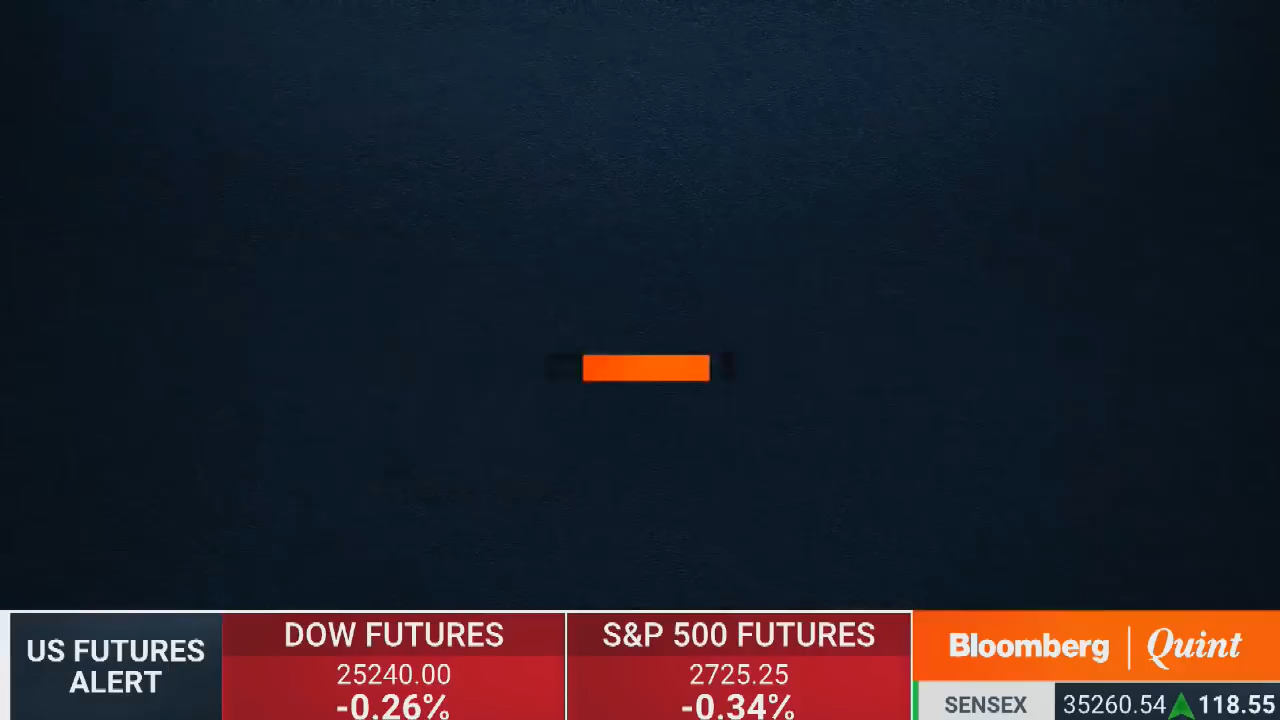 US FUTURES
ALERT
DOW FUTURES
25240.00
-0.26%
S&P 500 FUTURES
2725.25
-0.34%
Bloomberg | Quint
SENSEX 35260.54 118.55